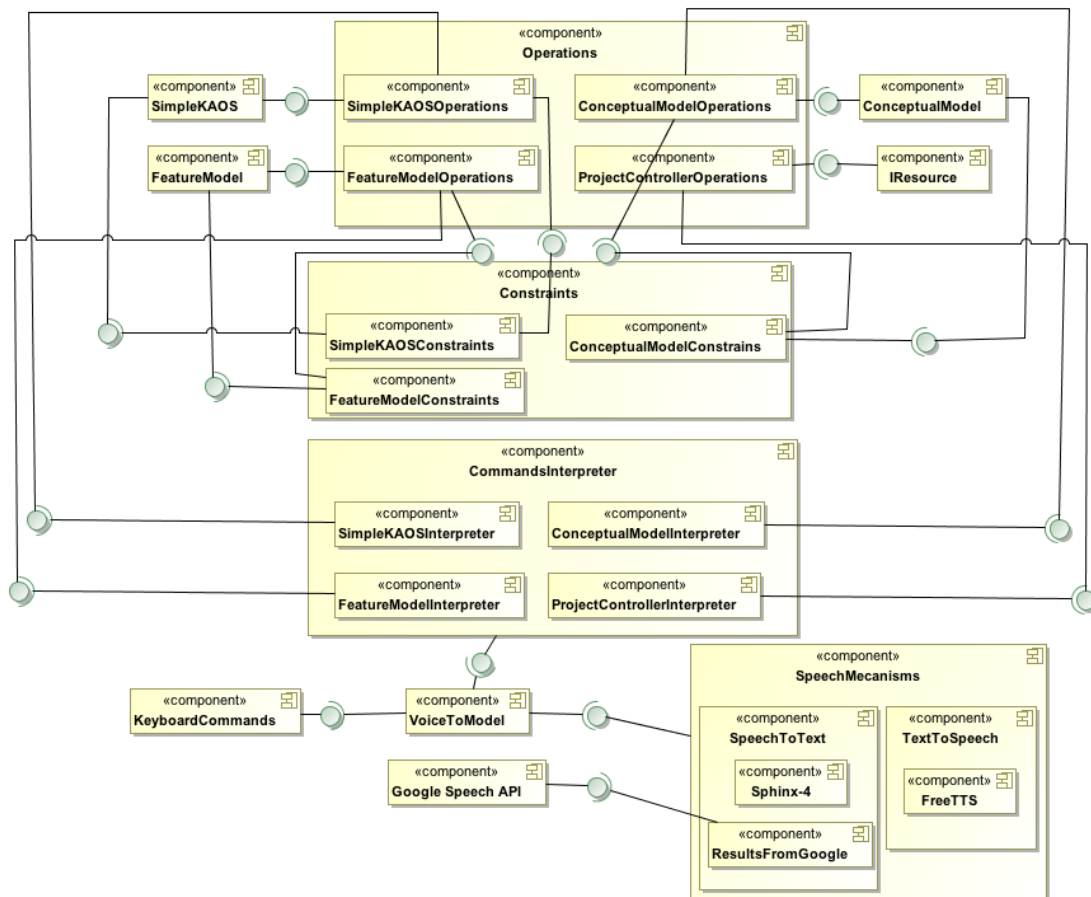 «component»
Operations
«component»
SimpleKAOS
«component»
SimpleKAOSOperations
«component»
ConceptualModelOperations
«component»
ConceptualModel
«component»
FeatureModel
«component»
FeatureModelOperations
«component»
ProjectControllerOperations
«component»
IResource
«component»
Constraints
«component»
SimpleKAOSConstraints
«component»
ConceptualModelConstrains
«component»
FeatureModelConstraints
«component»
CommandsInterpreter
«component»
SimpleKAOSInterpreter
«component»
ConceptualModelInterpreter
«component»
FeatureModelInterpreter
«component»
ProjectControllerInterpreter
«component»
SpeechMecanisms
«component»
KeyboardCommands
«component»
VoiceToModel
«component»
SpeechToText
«component»
TextToSpeech
«component»
Google Speech API
«component»
Sphinx-4
«component»
FreeTTS
«component»
ResultsFromGoogle